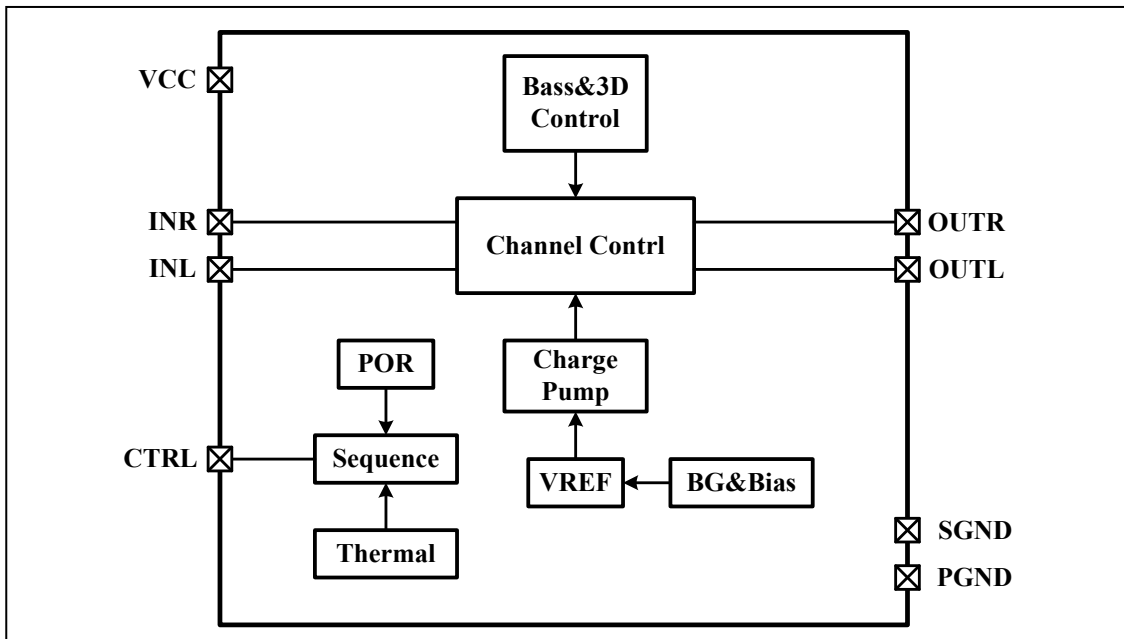 VCC
Bass&3D
Control
INR
INL
Channel Contrl
OUTR
OUTL
POR
Charge
Pump
CTRL
Sequence
VREF
BG&Bias
Thermal
SGND
PGND